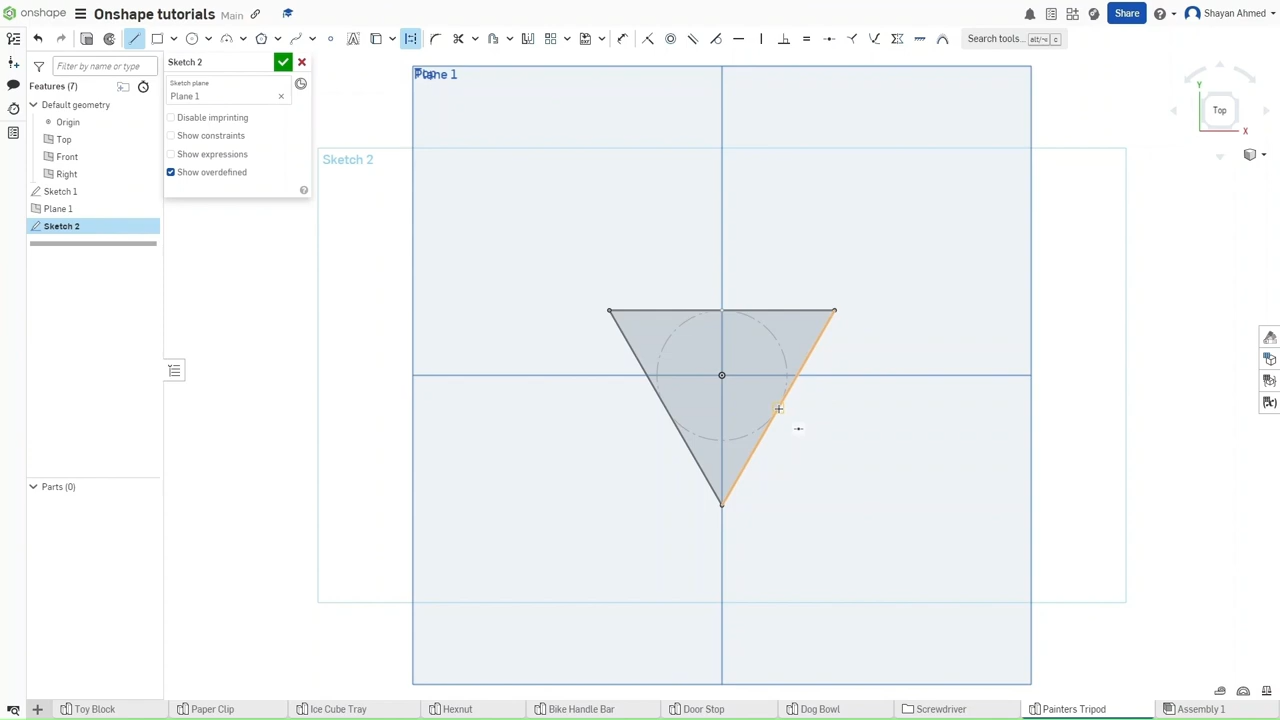 onshape
Onshape tutorials
Main
Share
Shayan Ahmed
Search tools...
alt/⌥
c
Filter by name or type
Features (7)
Default geometry
Origin
Top
Front
Right
Sketch 1
Plane 1
Sketch 2
Parts (0)
Sketch 2
Sketch plane
Plane 1
Disable imprinting
Show constraints
Show expressions
Show overdefined
Plane 1
Sketch 2
Y
Top
X
Toy Block
Paper Clip
Ice Cube Tray
Hexnut
Bike Handle Bar
Door Stop
Dog Bowl
Screwdriver
Painters Tripod
Assembly 1